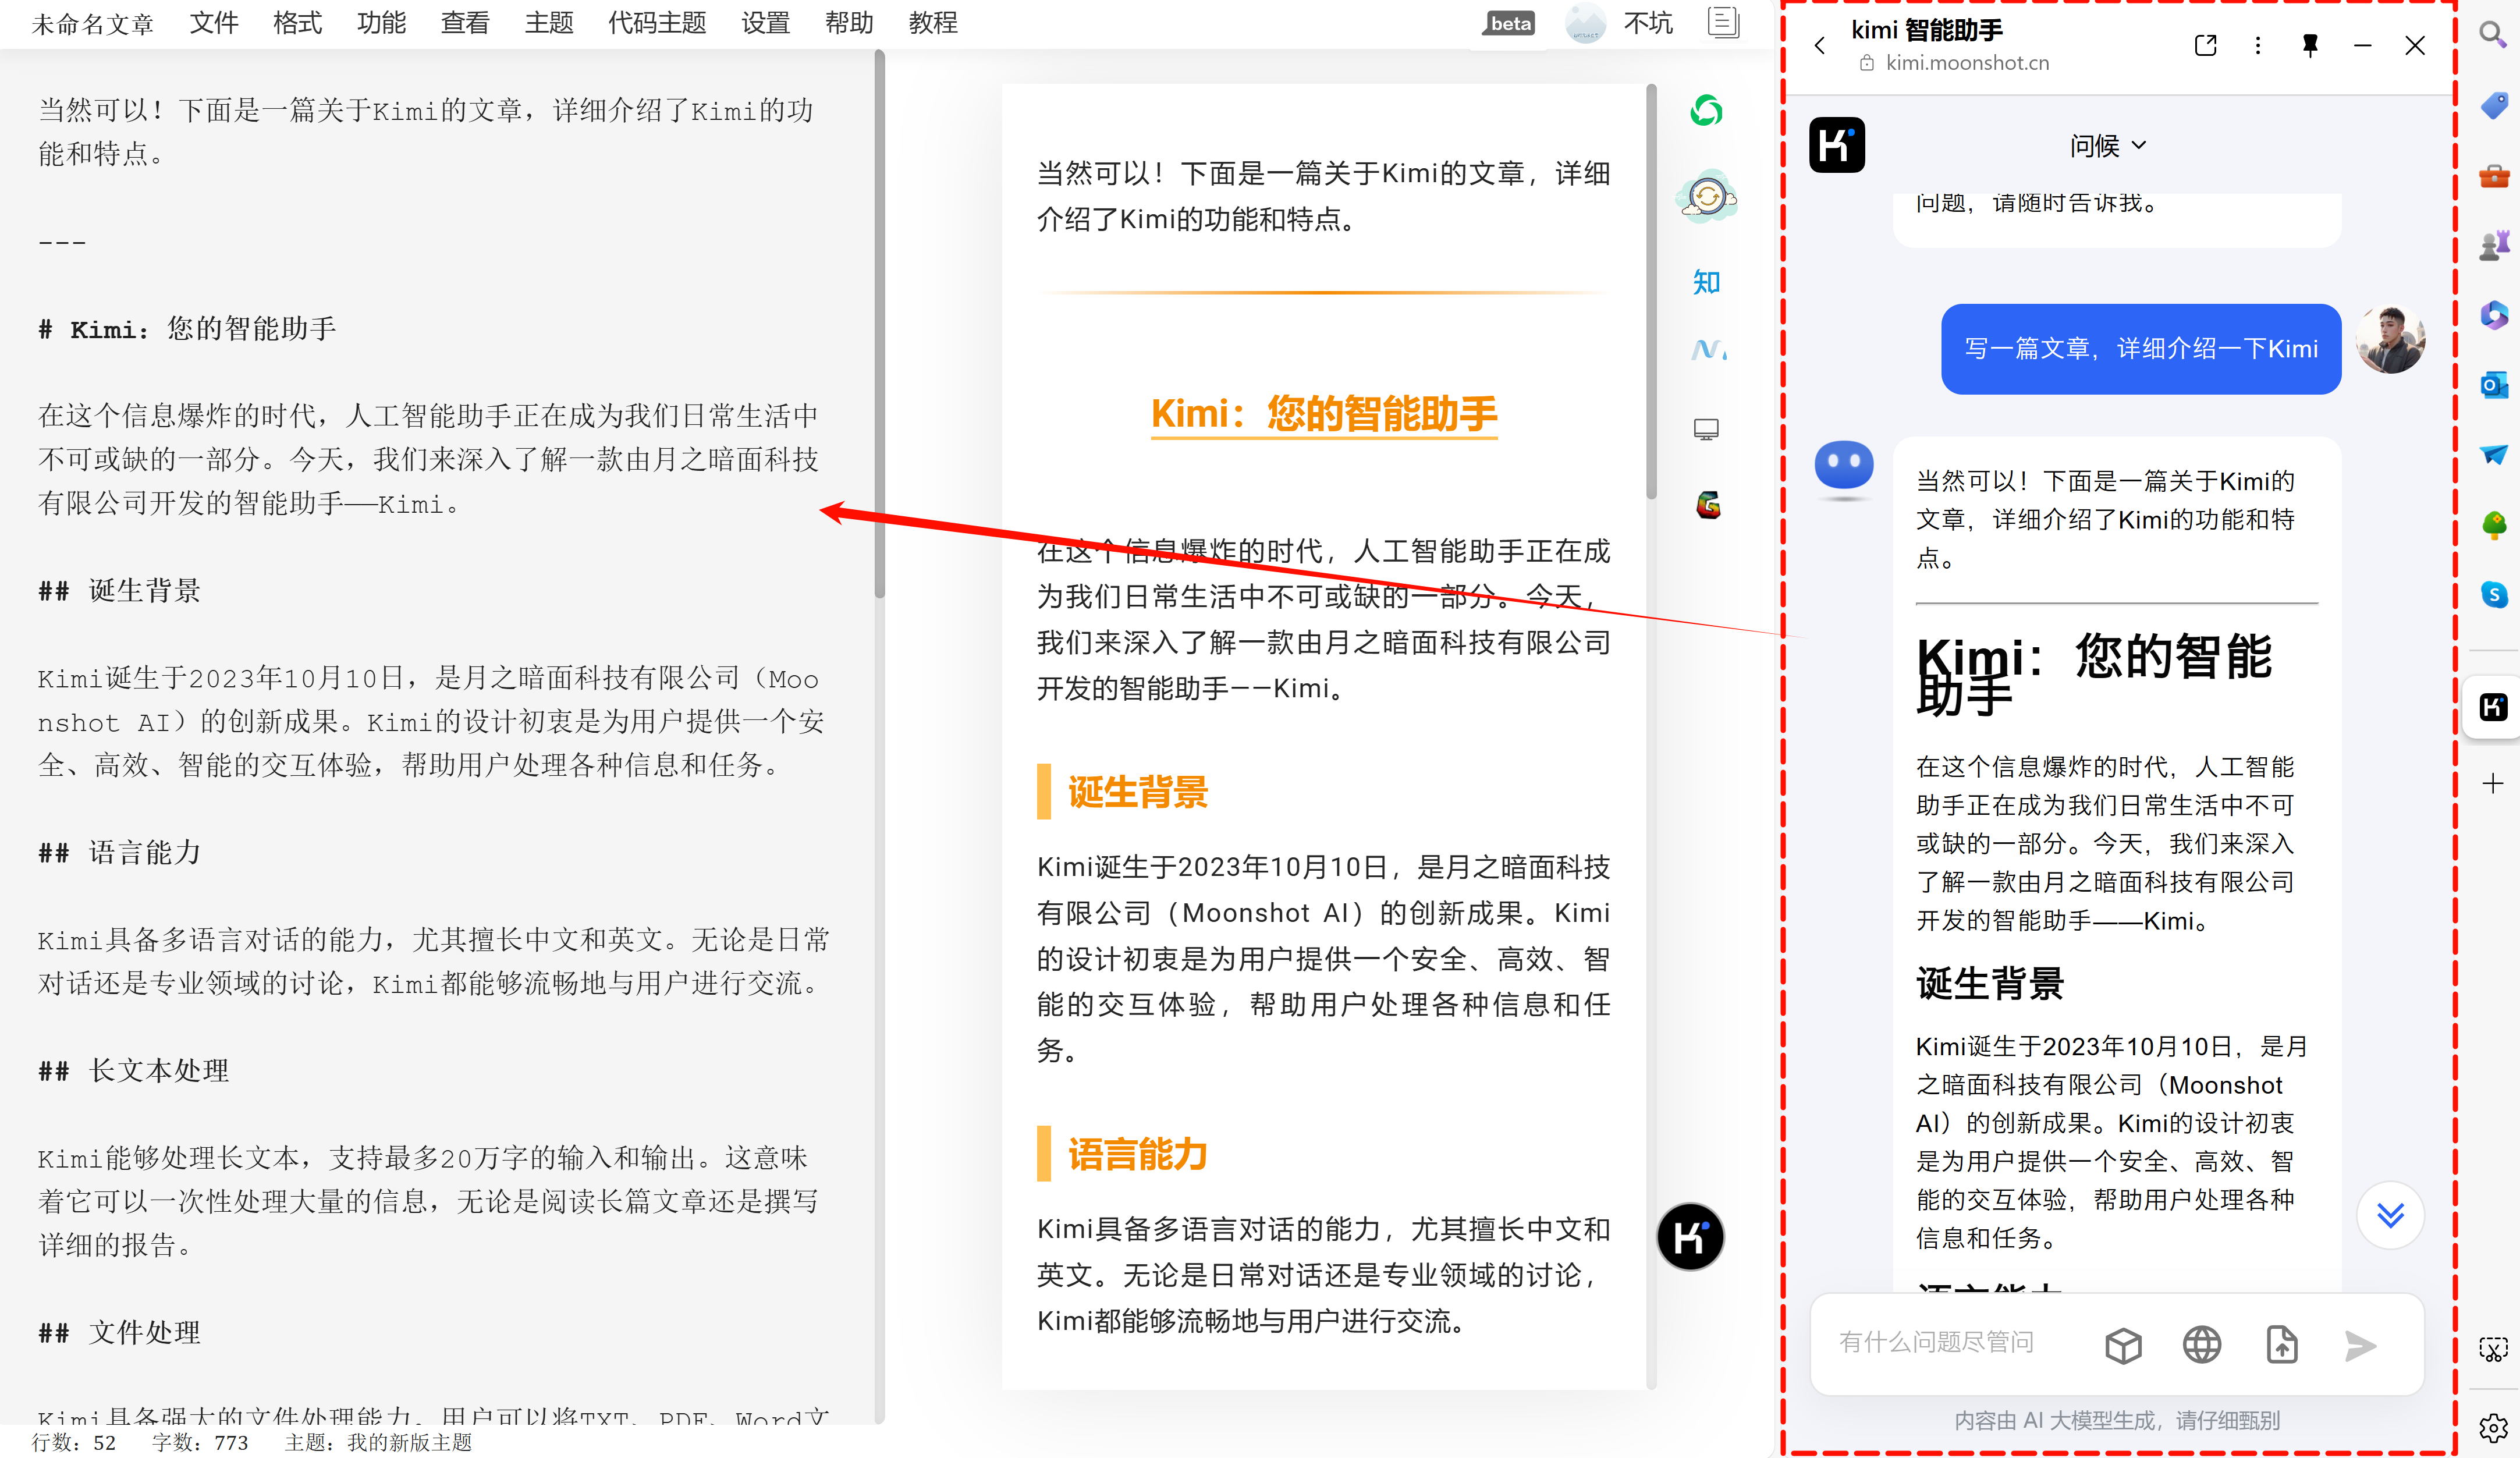 未命名文章 文件 格式 功能 查看 主题 代码主题 设置 帮助 教程 beta 不坑
当然可以！下面是一篇关于Kimi的文章，详细介绍了Kimi的功
能和特点。
---
# Kimi：您的智能助手
在这个信息爆炸的时代，人工智能助手正在成为我们日常生活中
不可或缺的一部分。今天，我们来深入了解一款由月之暗面科技
有限公司开发的智能助手——Kimi。
## 诞生背景
Kimi诞生于2023年10月10日，是月之暗面科技有限公司（Moo
nshot AI）的创新成果。Kimi的设计初衷是为用户提供一个安
全、高效、智能的交互体验，帮助用户处理各种信息和任务。
## 语言能力
Kimi具备多语言对话的能力，尤其擅长中文和英文。无论是日常
对话还是专业领域的讨论，Kimi都能够流畅地与用户进行交流。
## 长文本处理
Kimi能够处理长文本，支持最多20万字的输入和输出。这意味
着它可以一次性处理大量的信息，无论是阅读长篇文章还是撰写
详细的报告。
## 文件处理
Kimi具备强大的文件处理能力。用户可以将TXT、PDF、Word文
行数：52 字数：773 主题：我的新版主题
当然可以！下面是一篇关于Kimi的文章，详细
介绍了Kimi的功能和特点。
Kimi：您的智能助手
在这个信息爆炸的时代，人工智能助手正在成
为我们日常生活中不可或缺的一部分。今天，
我们来深入了解一款由月之暗面科技有限公司
开发的智能助手——Kimi。
诞生背景
Kimi诞生于2023年10月10日，是月之暗面科技
有限公司（Moonshot AI）的创新成果。Kimi
的设计初衷是为用户提供一个安全、高效、智
能的交互体验，帮助用户处理各种信息和任
务。
语言能力
Kimi具备多语言对话的能力，尤其擅长中文和
英文。无论是日常对话还是专业领域的讨论，
Kimi都能够流畅地与用户进行交流。
知
kimi 智能助手
kimi.moonshot.cn
问候
问题，请随时告诉我。
写一篇文章，详细介绍一下Kimi
当然可以！下面是一篇关于Kimi的
文章，详细介绍了Kimi的功能和特
点。
Kimi：您的智能
助手
在这个信息爆炸的时代，人工智能
助手正在成为我们日常生活中不可
或缺的一部分。今天，我们来深入
了解一款由月之暗面科技有限公司
开发的智能助手——Kimi。
诞生背景
Kimi诞生于2023年10月10日，是月
之暗面科技有限公司（Moonshot
AI）的创新成果。Kimi的设计初衷
是为用户提供一个安全、高效、智
能的交互体验，帮助用户处理各种
信息和任务。
语言能力
有什么问题尽管问
内容由 AI 大模型生成，请仔细甄别